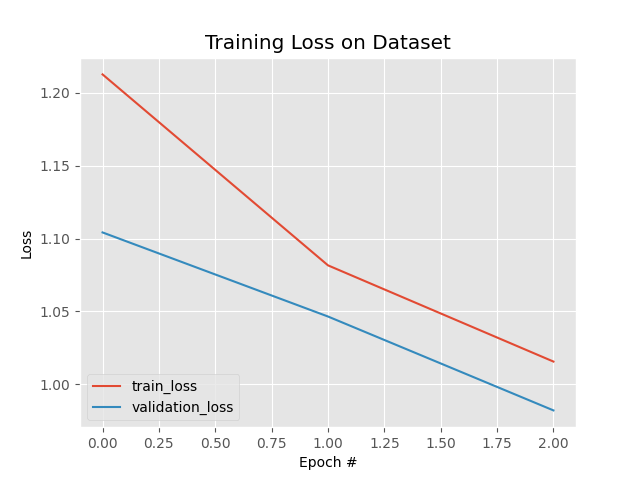 Training Loss on Dataset
Loss
1.20
1.15
1.10
1.05
1.00
train_loss
validation_loss
0.00 0.25 0.50 0.75 1.00 1.25 1.50 1.75 2.00
Epoch #